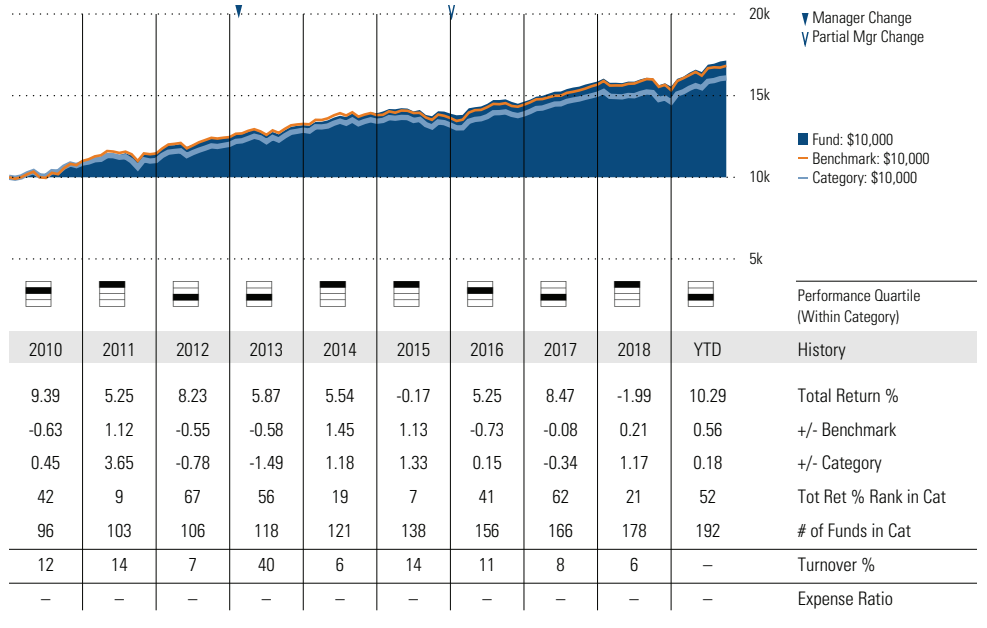 20k
Manager Change
Partial Mgr Change
15k
Fund: $10,000
Benchmark: $10,000
Category: $10,000
10k
5k
Performance Quartile
(Within Category)
2010 2011 2012 2013 2014 2015 2016 2017 2018 YTD History
9.39 5.25 8.23 5.87 5.54 -0.17 5.25 8.47 -1.99 10.29 Total Return %
-0.63 1.12 -0.55 -0.58 1.45 1.13 -0.73 -0.08 0.21 0.56 +/- Benchmark
0.45 3.65 -0.78 -1.49 1.18 1.33 0.15 -0.34 1.17 0.18 +/- Category
42 9 67 56 19 7 41 62 21 52 Tot Ret % Rank in Cat
96 103 106 118 121 138 156 166 178 192 # of Funds in Cat
12 14 7 40 6 14 11 8 6 – Turnover %
– – – – – – – – – – Expense Ratio